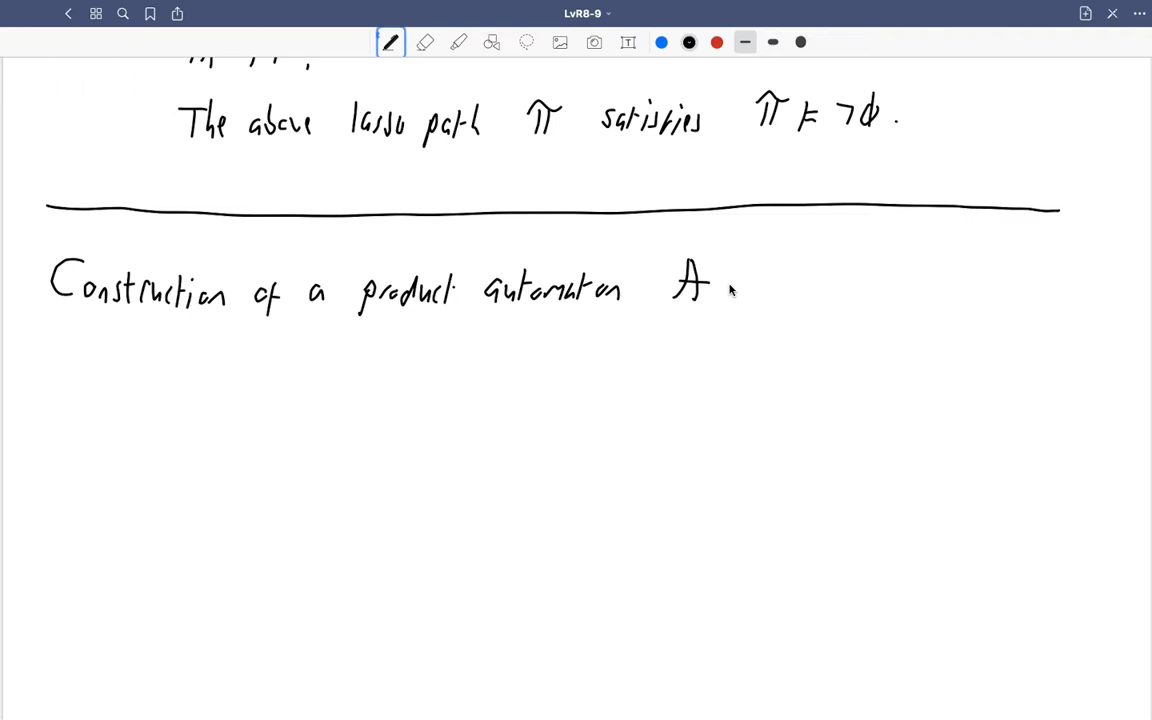 LvR8-9
The above lasso path π satisfies π ⊨ ¬ϕ.
Construction of a product automaton A